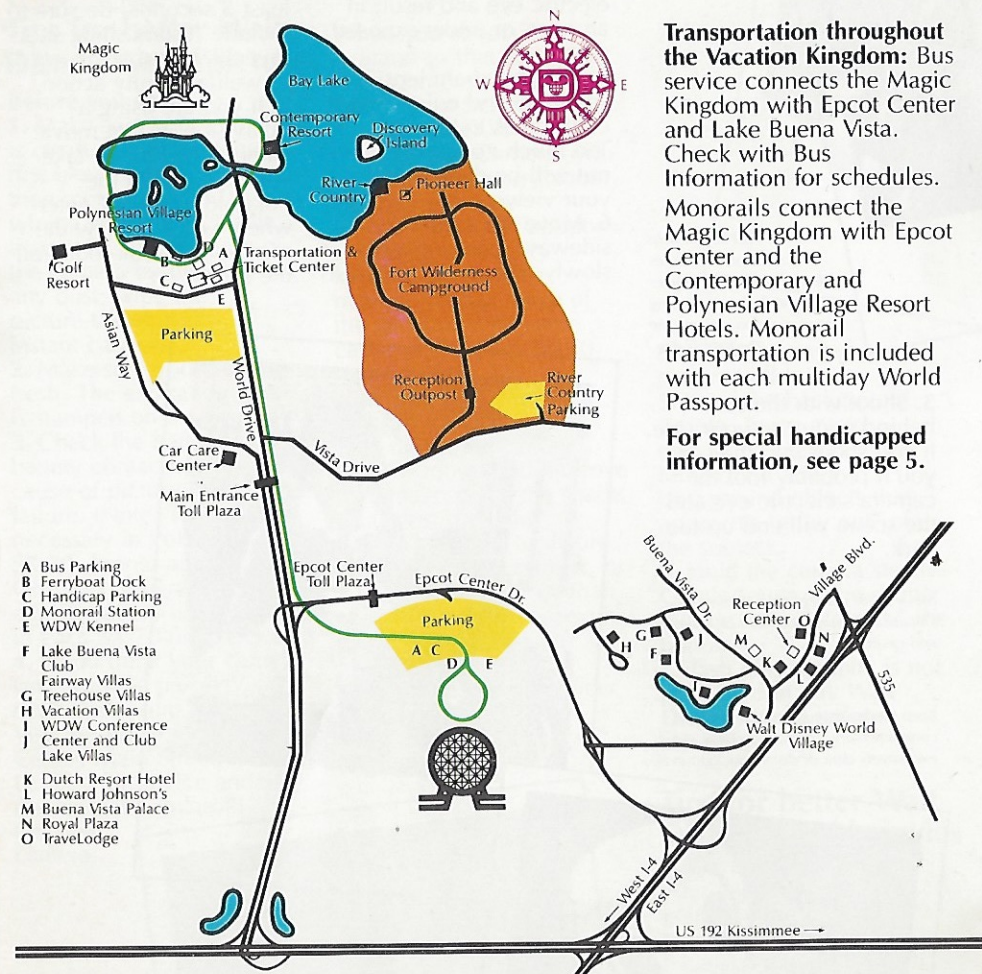 Magic
Kingdom
Bay Lake
Contemporary
Resort
Discovery
Island
River
Country
Pioneer Hall
Polynesian Village
Resort
Golf
Resort
B
D
A
C
E
Transportation &
Ticket Center
Fort Wilderness
Campground
Parking
Asian Way
World Drive
Reception
Outpost
River
Country
Parking
Car Care
Center
Vista Drive
Main Entrance
Toll Plaza
N
W
E
S
Transportation throughout
the Vacation Kingdom: Bus
service connects the Magic
Kingdom with Epcot Center
and Lake Buena Vista.
Check with Bus
Information for schedules.
Monorails connect the
Magic Kingdom with Epcot
Center and the
Contemporary and
Polynesian Village Resort
Hotels. Monorail
transportation is included
with each multiday World
Passport.
For special handicapped
information, see page 5.
A Bus Parking
B Ferryboat Dock
C Handicap Parking
D Monorail Station
E WDW Kennel
F Lake Buena Vista
Club
Fairway Villas
G Treehouse Villas
H Vacation Villas
I WDW Conference
J Center and Club
Lake Villas
K Dutch Resort Hotel
L Howard Johnson's
M Buena Vista Palace
N Royal Plaza
O TraveLodge
Epcot Center
Toll Plaza
Epcot Center Dr.
Parking
A C
D
E
Buena Vista Dr.
Village Blvd.
Reception
Center
O
G
J
M
N
H
F
K
L
I
535
Walt Disney World
Village
West I-4
East I-4
US 192 Kissimmee